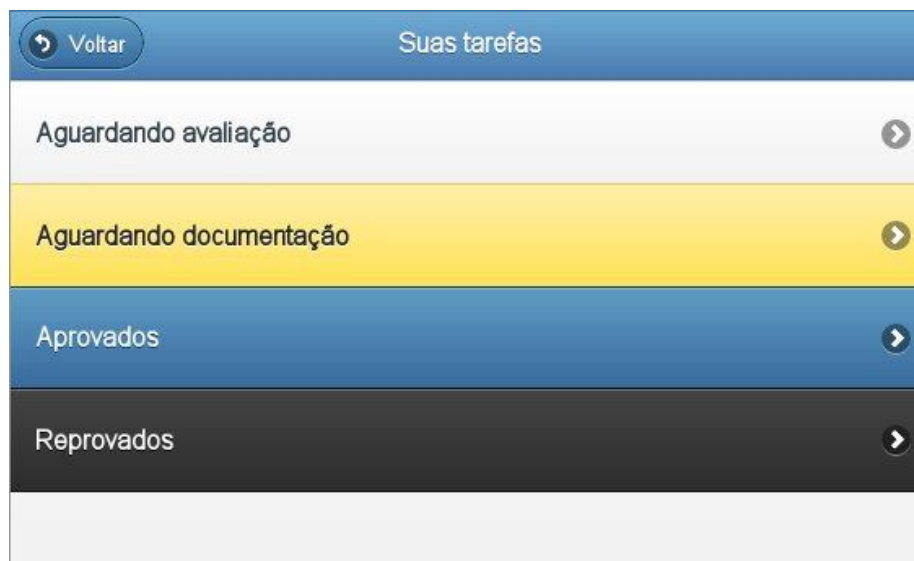 Voltar
Suas tarefas
Aguardando avaliação
Aguardando documentação
Aprovados
Reprovados